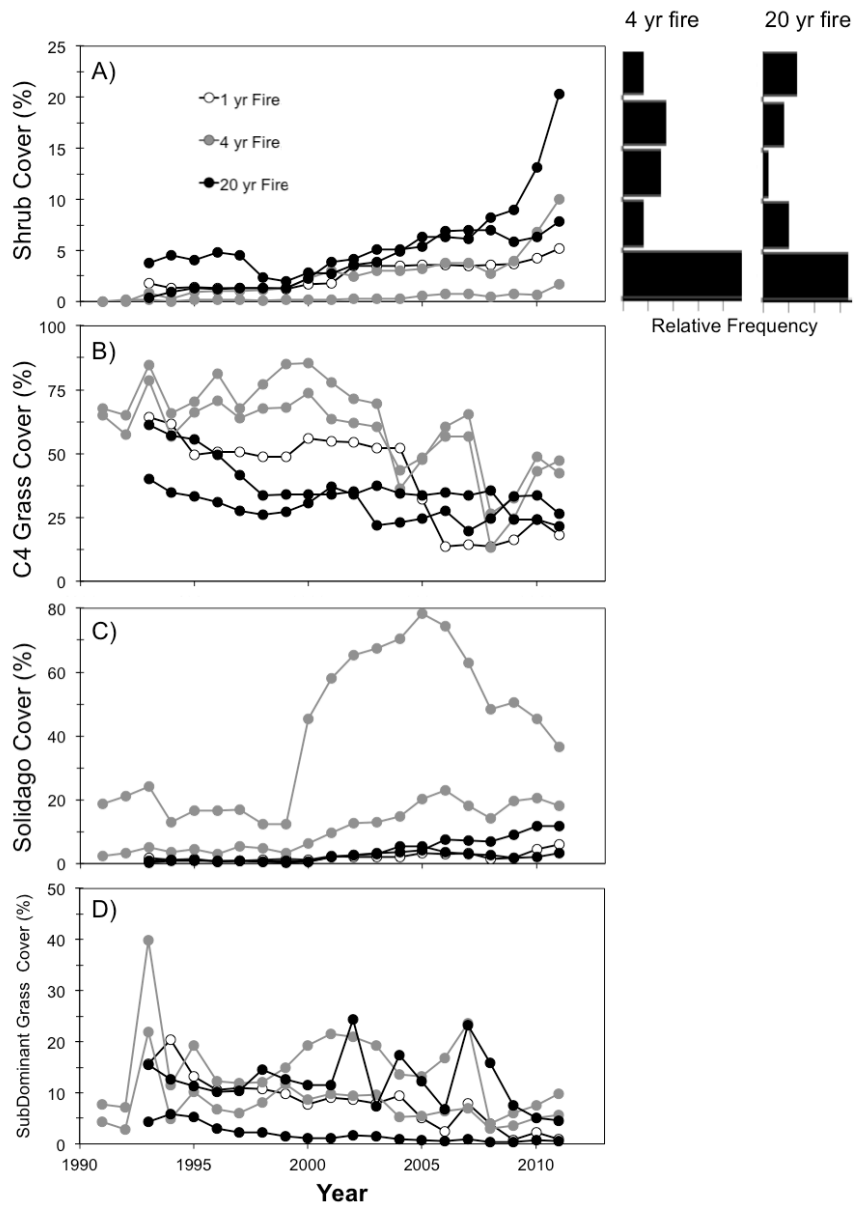 4 yr fire
20 yr fire
Relative Frequency
A)
Shrub Cover (%)
25
20
15
10
5
0
1 yr Fire
4 yr Fire
20 yr Fire
B)
C4 Grass Cover (%)
100
75
50
25
0
C)
Solidago Cover (%)
80
60
40
20
0
D)
SubDominant Grass Cover (%)
50
40
30
20
10
0
1990
1995
2000
2005
2010
Year